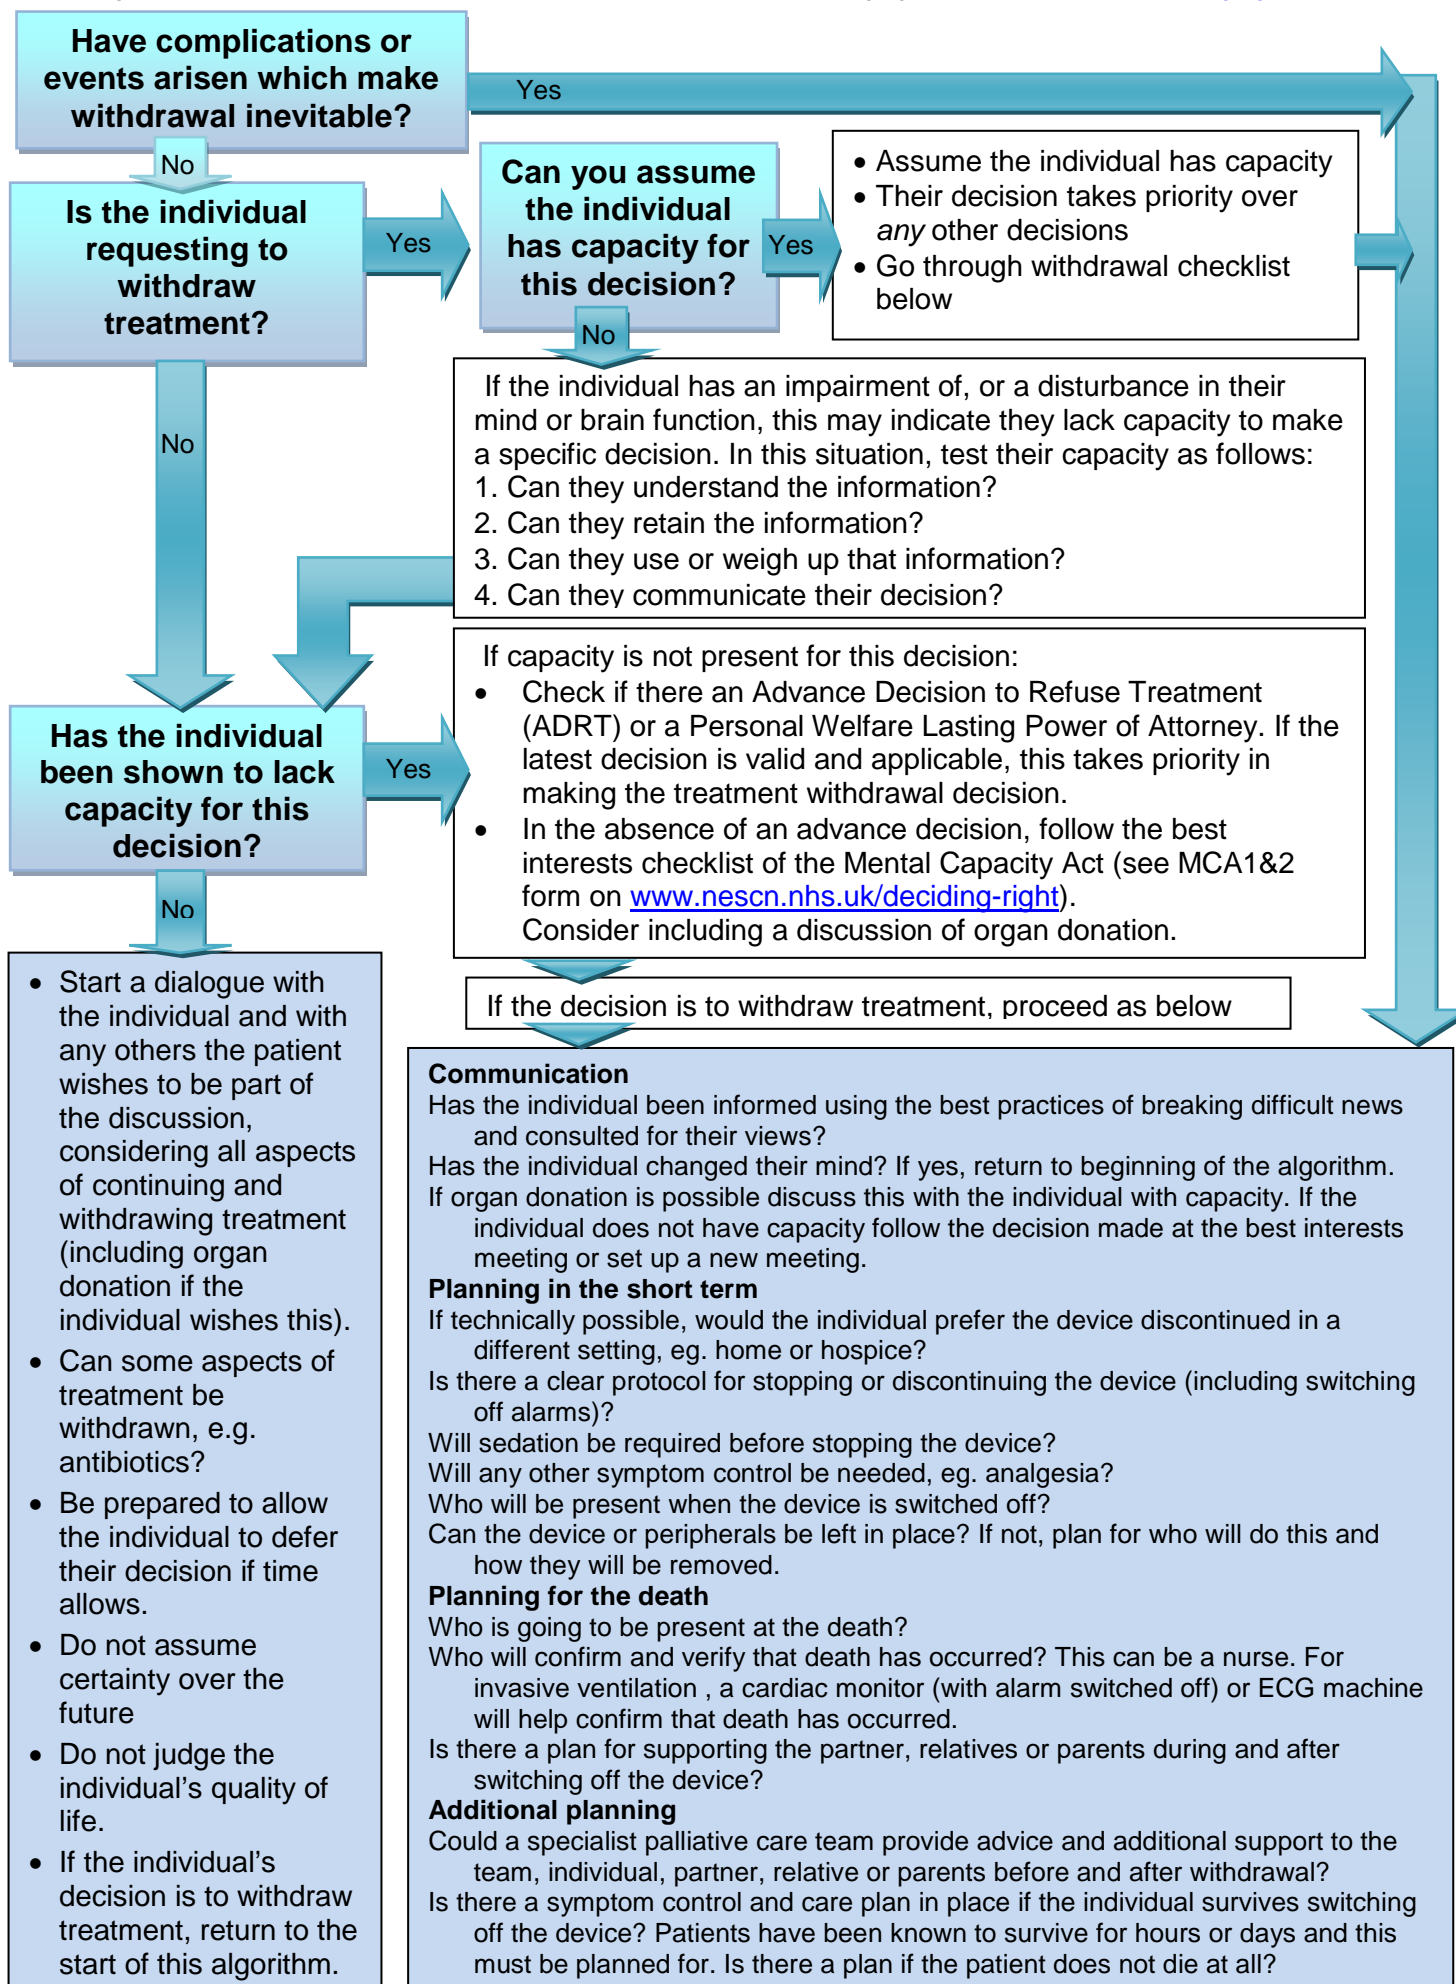 Have complications or
events arisen which make
withdrawal inevitable?
Yes
No
Is the individual
requesting to
withdraw
treatment?
Yes
Can you assume
the individual
has capacity for
this decision?
Yes
• Assume the individual has capacity
• Their decision takes priority over
any other decisions
• Go through withdrawal checklist
below
No
If the individual has an impairment of, or a disturbance in their
mind or brain function, this may indicate they lack capacity to make
a specific decision. In this situation, test their capacity as follows:
1. Can they understand the information?
2. Can they retain the information?
3. Can they use or weigh up that information?
4. Can they communicate their decision?
No
Has the individual
been shown to lack
capacity for this
decision?
Yes
If capacity is not present for this decision:
• Check if there an Advance Decision to Refuse Treatment
(ADRT) or a Personal Welfare Lasting Power of Attorney. If the
latest decision is valid and applicable, this takes priority in
making the treatment withdrawal decision.
• In the absence of an advance decision, follow the best
interests checklist of the Mental Capacity Act (see MCA1&2
form on www.nescn.nhs.uk/deciding-right).
Consider including a discussion of organ donation.
No
If the decision is to withdraw treatment, proceed as below
• Start a dialogue with
the individual and with
any others the patient
wishes to be part of
the discussion,
considering all aspects
of continuing and
withdrawing treatment
(including organ
donation if the
individual wishes this).
• Can some aspects of
treatment be
withdrawn, e.g.
antibiotics?
• Be prepared to allow
the individual to defer
their decision if time
allows.
• Do not assume
certainty over the
future
• Do not judge the
individual's quality of
life.
• If the individual's
decision is to withdraw
treatment, return to the
start of this algorithm.
Communication
Has the individual been informed using the best practices of breaking difficult news
and consulted for their views?
Has the individual changed their mind? If yes, return to beginning of the algorithm.
If organ donation is possible discuss this with the individual with capacity. If the
individual does not have capacity follow the decision made at the best interests
meeting or set up a new meeting.
Planning in the short term
If technically possible, would the individual prefer the device discontinued in a
different setting, eg. home or hospice?
Is there a clear protocol for stopping or discontinuing the device (including switching
off alarms)?
Will sedation be required before stopping the device?
Will any other symptom control be needed, eg. analgesia?
Who will be present when the device is switched off?
Can the device or peripherals be left in place? If not, plan for who will do this and
how they will be removed.
Planning for the death
Who is going to be present at the death?
Who will confirm and verify that death has occurred? This can be a nurse. For
invasive ventilation , a cardiac monitor (with alarm switched off) or ECG machine
will help confirm that death has occurred.
Is there a plan for supporting the partner, relatives or parents during and after
switching off the device?
Additional planning
Could a specialist palliative care team provide advice and additional support to the
team, individual, partner, relative or parents before and after withdrawal?
Is there a symptom control and care plan in place if the individual survives switching
off the device? Patients have been known to survive for hours or days and this
must be planned for. Is there a plan if the patient does not die at all?